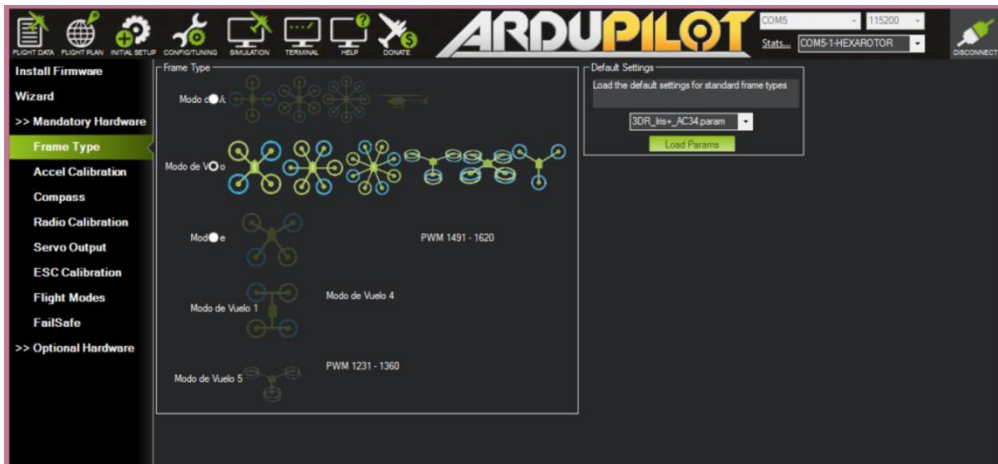 ARDUPILOT
COM5 115200
Stats... COM5-1-HEXAROTOR
FLIGHT DATA FLIGHT PLAN INITIAL SETUP CONFIG/TUNING SIMULATION TERMINAL HELP DONATE DISCONNECT
Install Firmware
Wizard
>> Mandatory Hardware
Frame Type
Accel Calibration
Compass
Radio Calibration
Servo Output
ESC Calibration
Flight Modes
FailSafe
>> Optional Hardware
Frame Type
Modo
Modo de V
PWM 1491 - 1620
Modo de Vuelo 1
Modo de Vuelo 4
PWM 1231 - 1360
Modo de Vuelo 5
Default Settings
Load the default settings for standard frame types
3DR_Iris+_AC34.param
Load Params